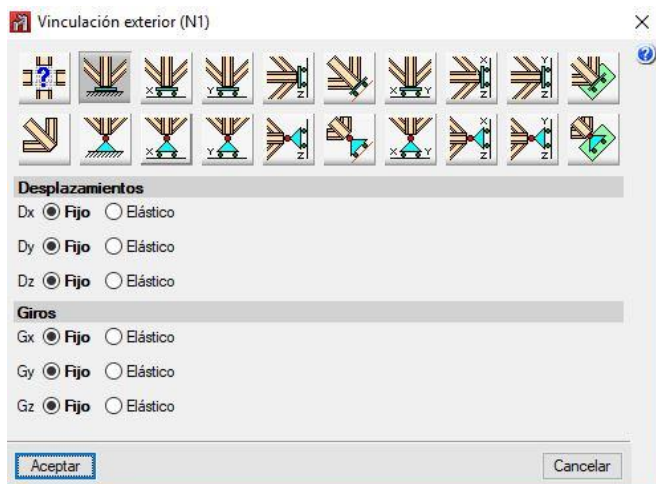 Vinculación exterior (N1)
?
X Y Z X Y X Z Y Z
X Y Z X Y X Z Y Z
Desplazamientos
Dx Fijo Elástico
Dy Fijo Elástico
Dz Fijo Elástico
Giros
Gx Fijo Elástico
Gy Fijo Elástico
Gz Fijo Elástico
Aceptar Cancelar